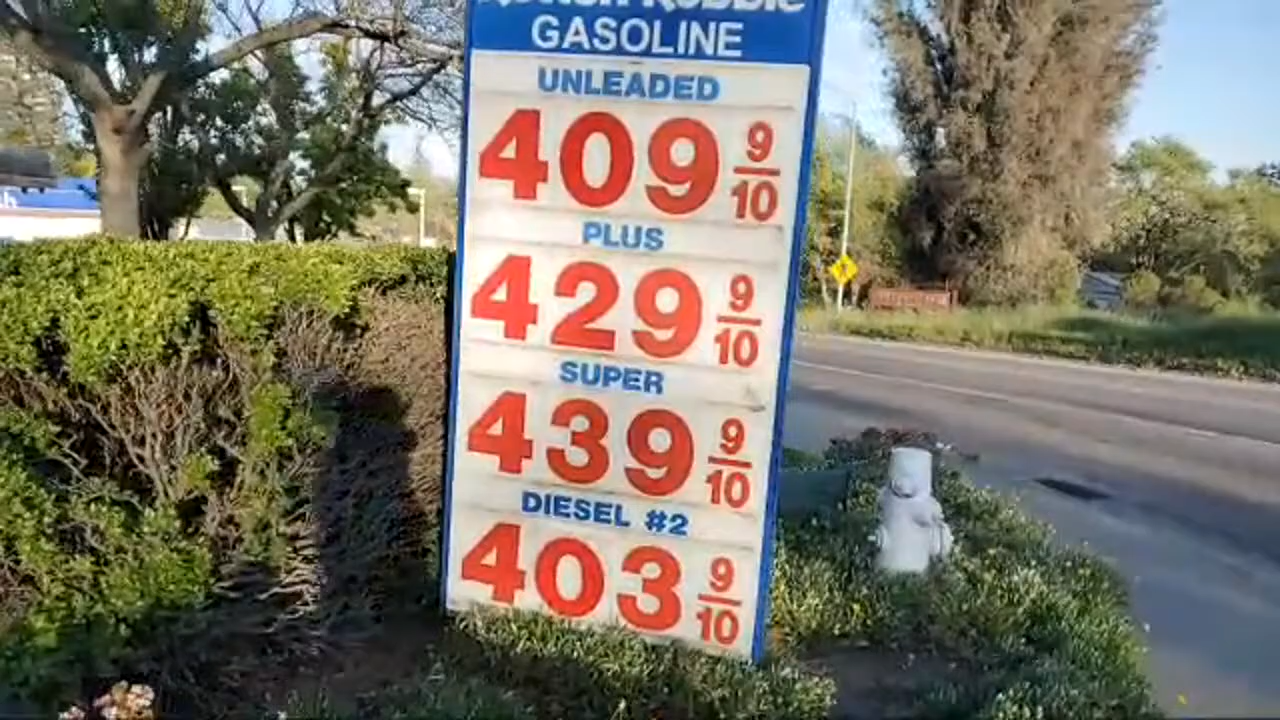 GASOLINE
UNLEADED
409 9/10
PLUS
429 9/10
SUPER
439 9/10
DIESEL #2
403 9/10